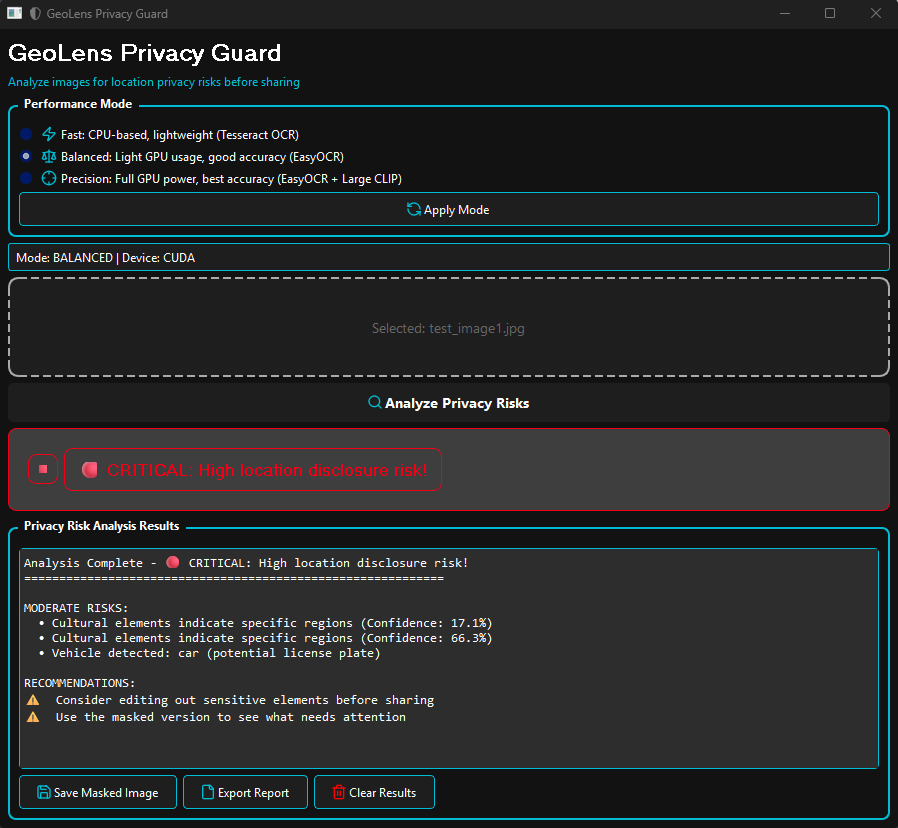 GeoLens Privacy Guard
GeoLens Privacy Guard
Analyze images for location privacy risks before sharing
Performance Mode
Fast: CPU-based, lightweight (Tesseract OCR)
Balanced: Light GPU usage, good accuracy (EasyOCR)
Precision: Full GPU power, best accuracy (EasyOCR + Large CLIP)
Apply Mode
Mode: BALANCED | Device: CUDA
Selected: test_image1.jpg
Analyze Privacy Risks
CRITICAL: High location disclosure risk!
Privacy Risk Analysis Results
Analysis Complete - 🔴 CRITICAL: High location disclosure risk!
============================================================
MODERATE RISKS:
• Cultural elements indicate specific regions (Confidence: 17.1%)
• Cultural elements indicate specific regions (Confidence: 66.3%)
• Vehicle detected: car (potential license plate)
RECOMMENDATIONS:
⚠ Consider editing out sensitive elements before sharing
⚠ Use the masked version to see what needs attention
Save Masked Image
Export Report
Clear Results